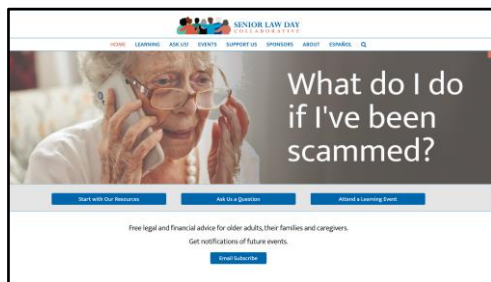 SENIOR LAW DAY
COLLABORATIVE
HOME LEARNING ASK US! EVENTS SUPPORT US SPONSORS ABOUT ESPAÑOL
What do I do
if I've been
scammed?
Start with Our Resources Ask Us a Question Attend a Learning Event
Free legal and financial advice for older adults, their families and caregivers.
Get notifications of future events.
Email Subscribe